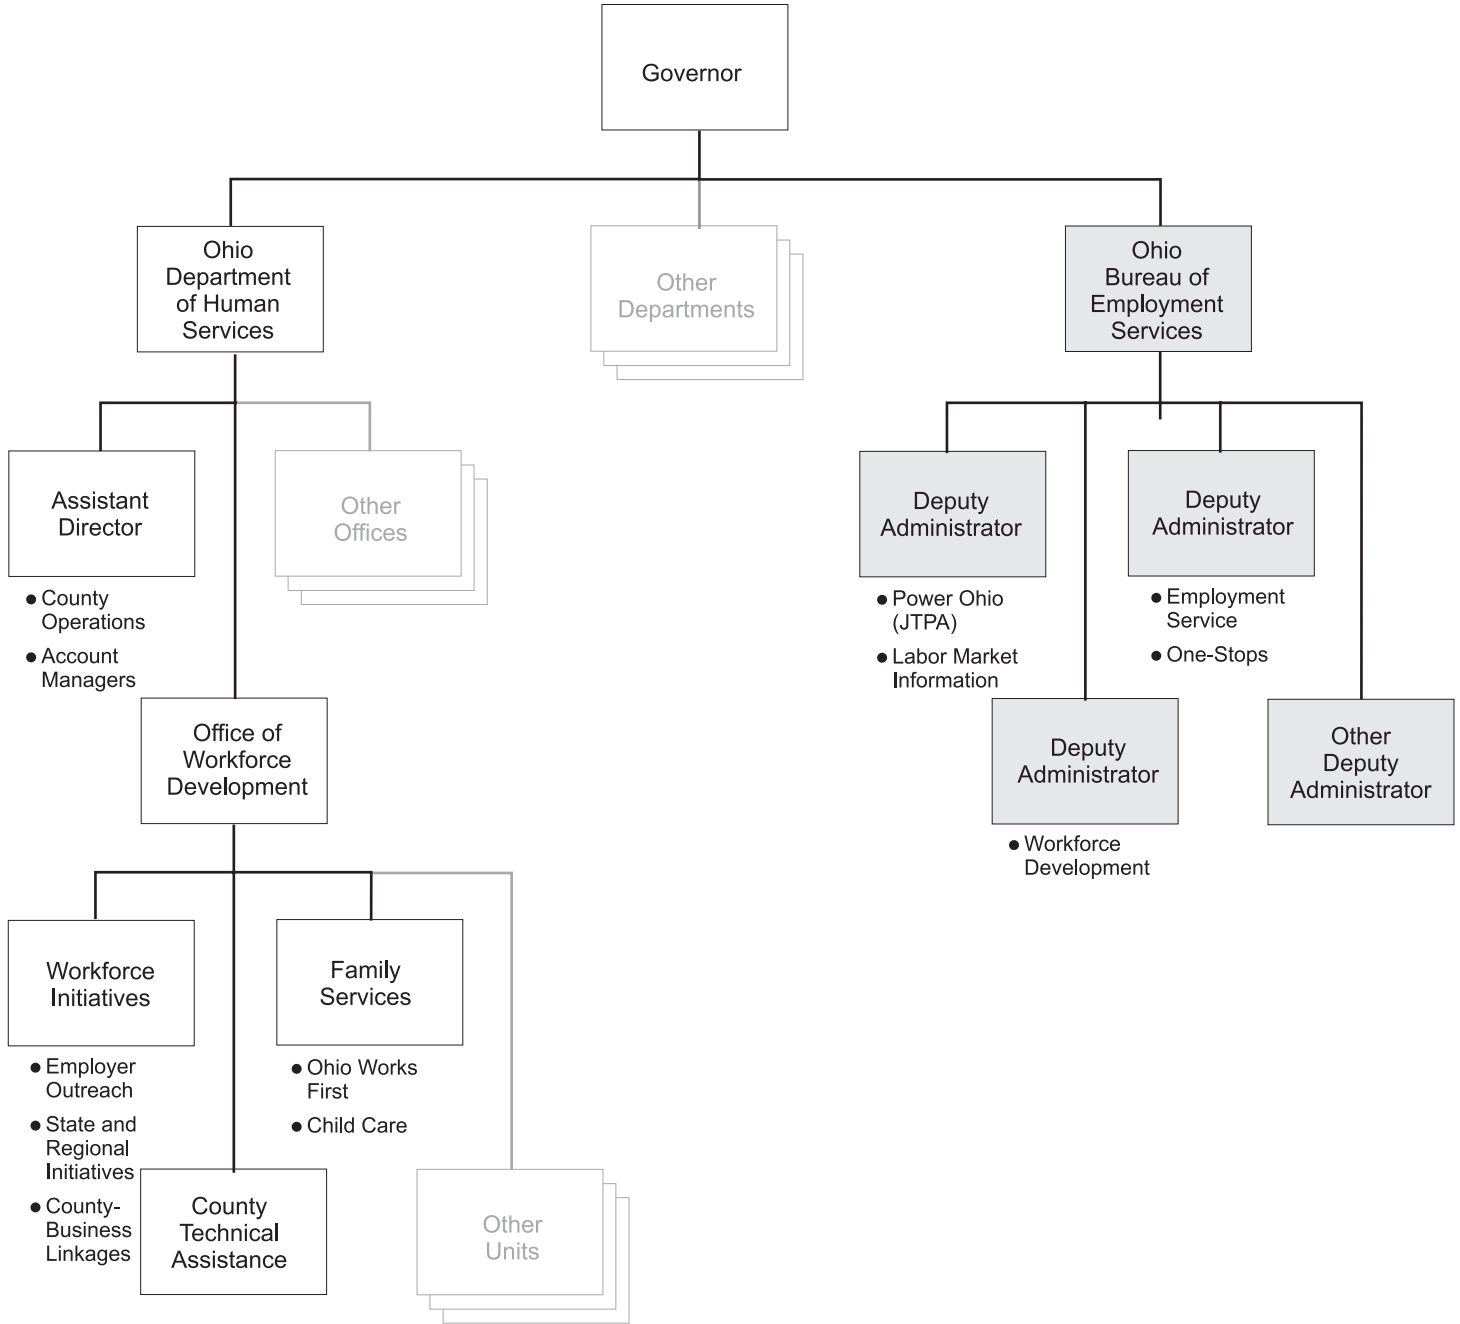 Governor
Ohio
Department
of Human
Services
Other
Departments
Ohio
Bureau of
Employment
Services
Assistant
Director
● County
Operations
● Account
Managers
Other
Offices
Deputy
Administrator
● Power Ohio
(JTPA)
● Labor Market
Information
Deputy
Administrator
● Employment
Service
● One-Stops
Office of
Workforce
Development
Deputy
Administrator
● Workforce
Development
Other
Deputy
Administrator
Workforce
Initiatives
● Employer
Outreach
● State and
Regional
Initiatives
● County-
Business
Linkages
Family
Services
● Ohio Works
First
● Child Care
County
Technical
Assistance
Other
Units